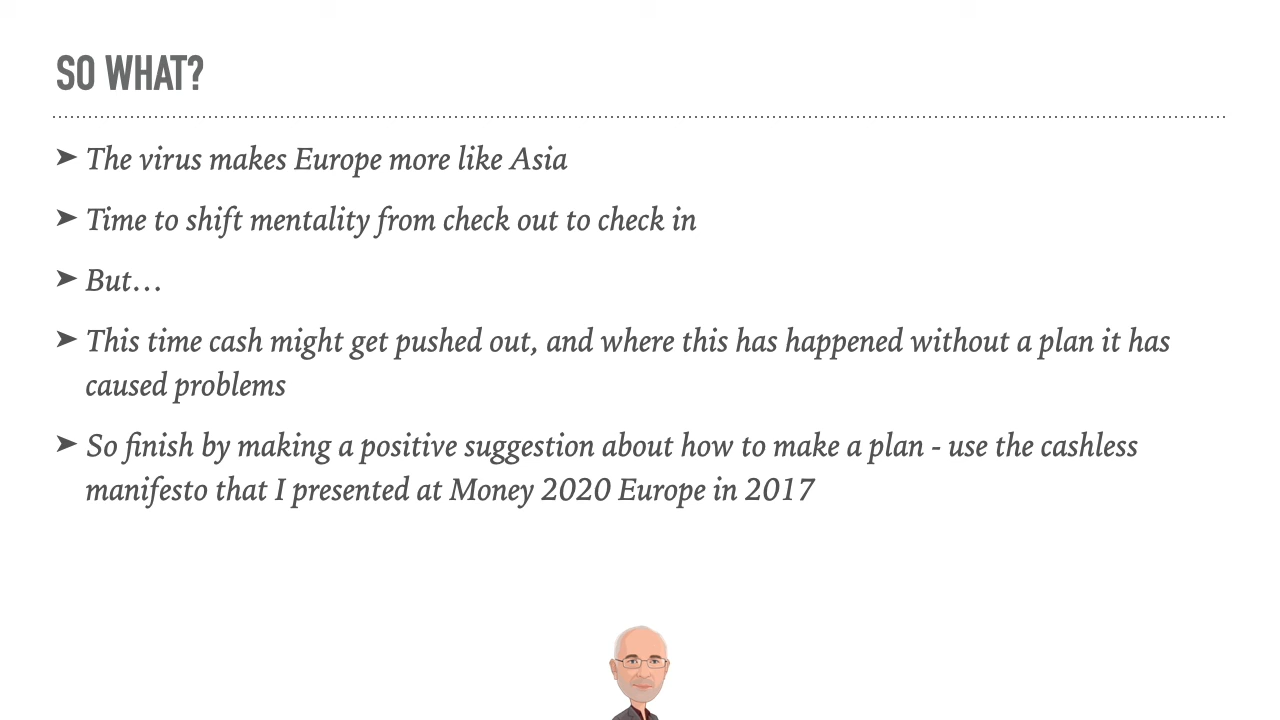 SO WHAT?
➤ The virus makes Europe more like Asia
➤ Time to shift mentality from check out to check in
➤ But…
➤ This time cash might get pushed out, and where this has happened without a plan it has
caused problems
➤ So finish by making a positive suggestion about how to make a plan - use the cashless
manifesto that I presented at Money 2020 Europe in 2017